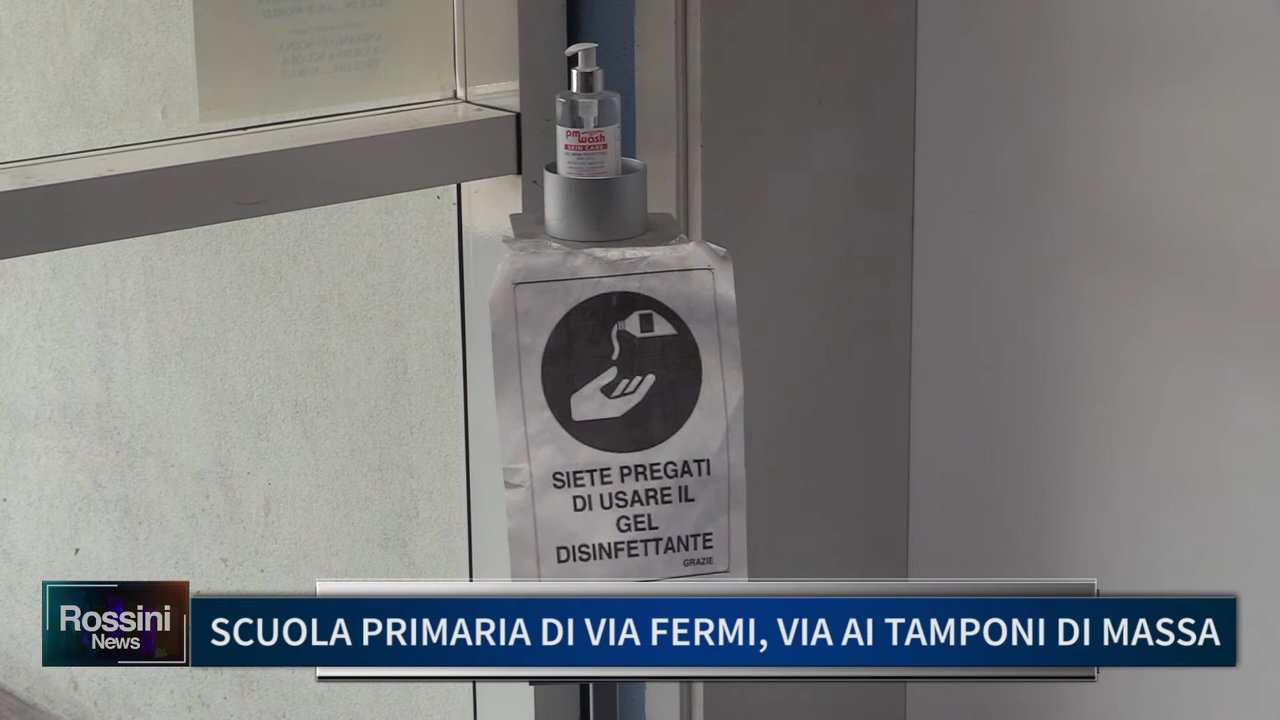 pm wash
SKIN CARE
SIETE PREGATI
DI USARE IL
GEL
DISINFETTANTE
GRAZIE
Rossini
News
SCUOLA PRIMARIA DI VIA FERMI, VIA AI TAMPONI DI MASSA